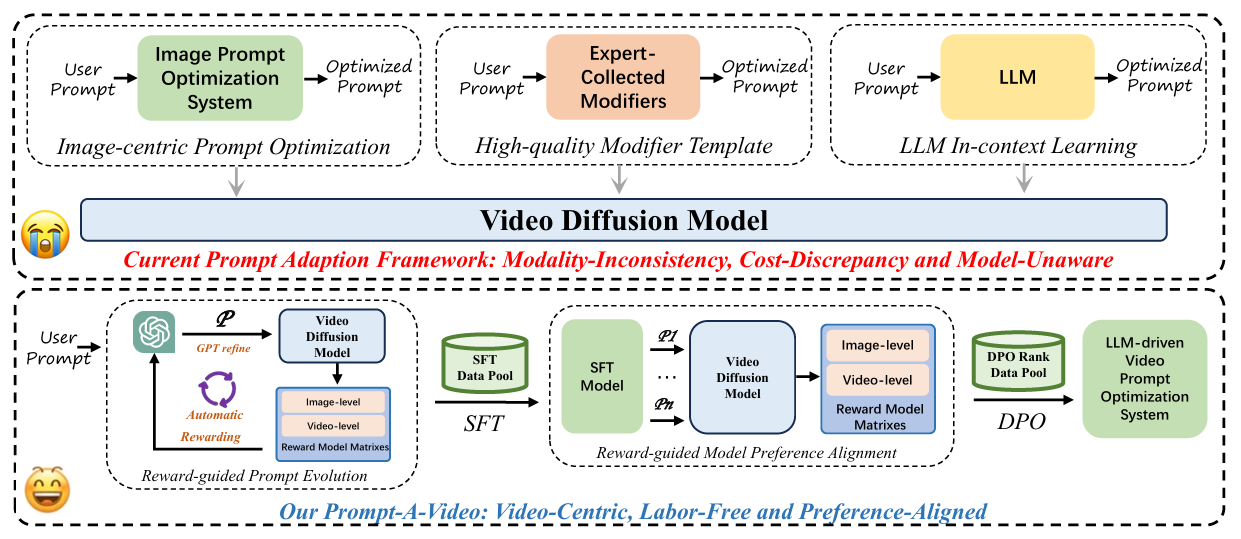 User
Prompt
Image Prompt
Optimization
System
Optimized
Prompt
Image-centric Prompt Optimization
User
Prompt
Expert-
Collected
Modifiers
Optimized
Prompt
High-quality Modifier Template
User
Prompt
LLM
Optimized
Prompt
LLM In-context Learning
Video Diffusion Model
Current Prompt Adaption Framework: Modality-Inconsistency, Cost-Discrepancy and Model-Unaware
User
Prompt
P
GPT refine
Automatic
Rewarding
Video
Diffusion
Model
Image-level
Video-level
Reward Model Matrixes
Reward-guided Prompt Evolution
SFT
Data Pool
SFT
SFT
Model
P1
...
Pn
Video
Diffusion
Model
Image-level
Video-level
Reward Model
Matrixes
Reward-guided Model Preference Alignment
DPO Rank
Data Pool
DPO
LLM-driven
Video
Prompt
Optimization
System
Our Prompt-A-Video: Video-Centric, Labor-Free and Preference-Aligned